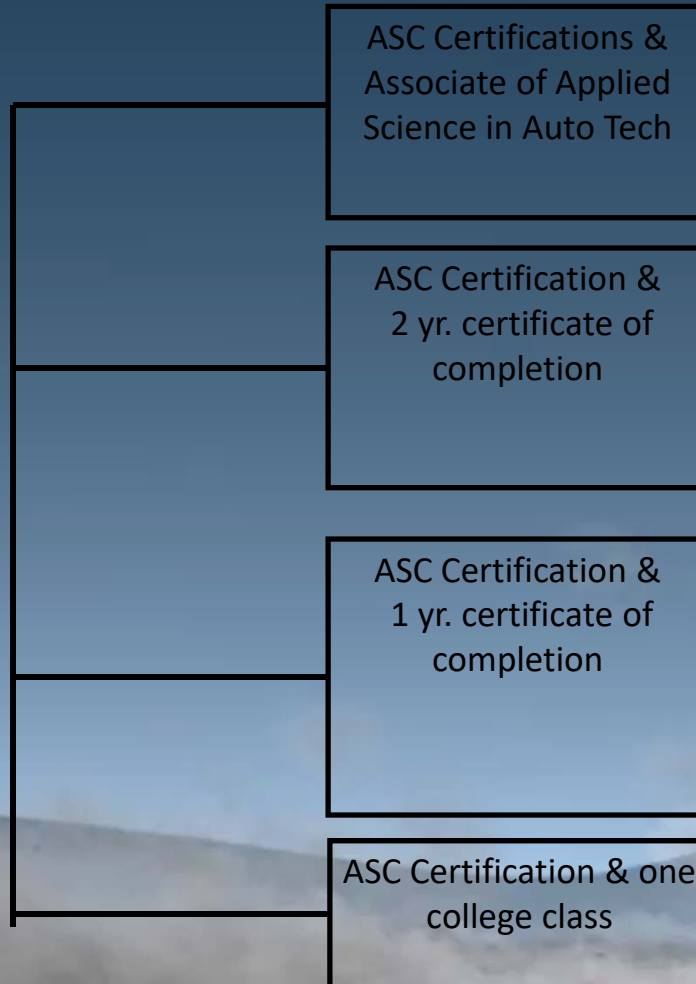 ASC Certifications &
Associate of Applied
Science in Auto Tech
ASC Certification &
2 yr. certificate of
completion
ASC Certification &
1 yr. certificate of
completion
ASC Certification & one
college class